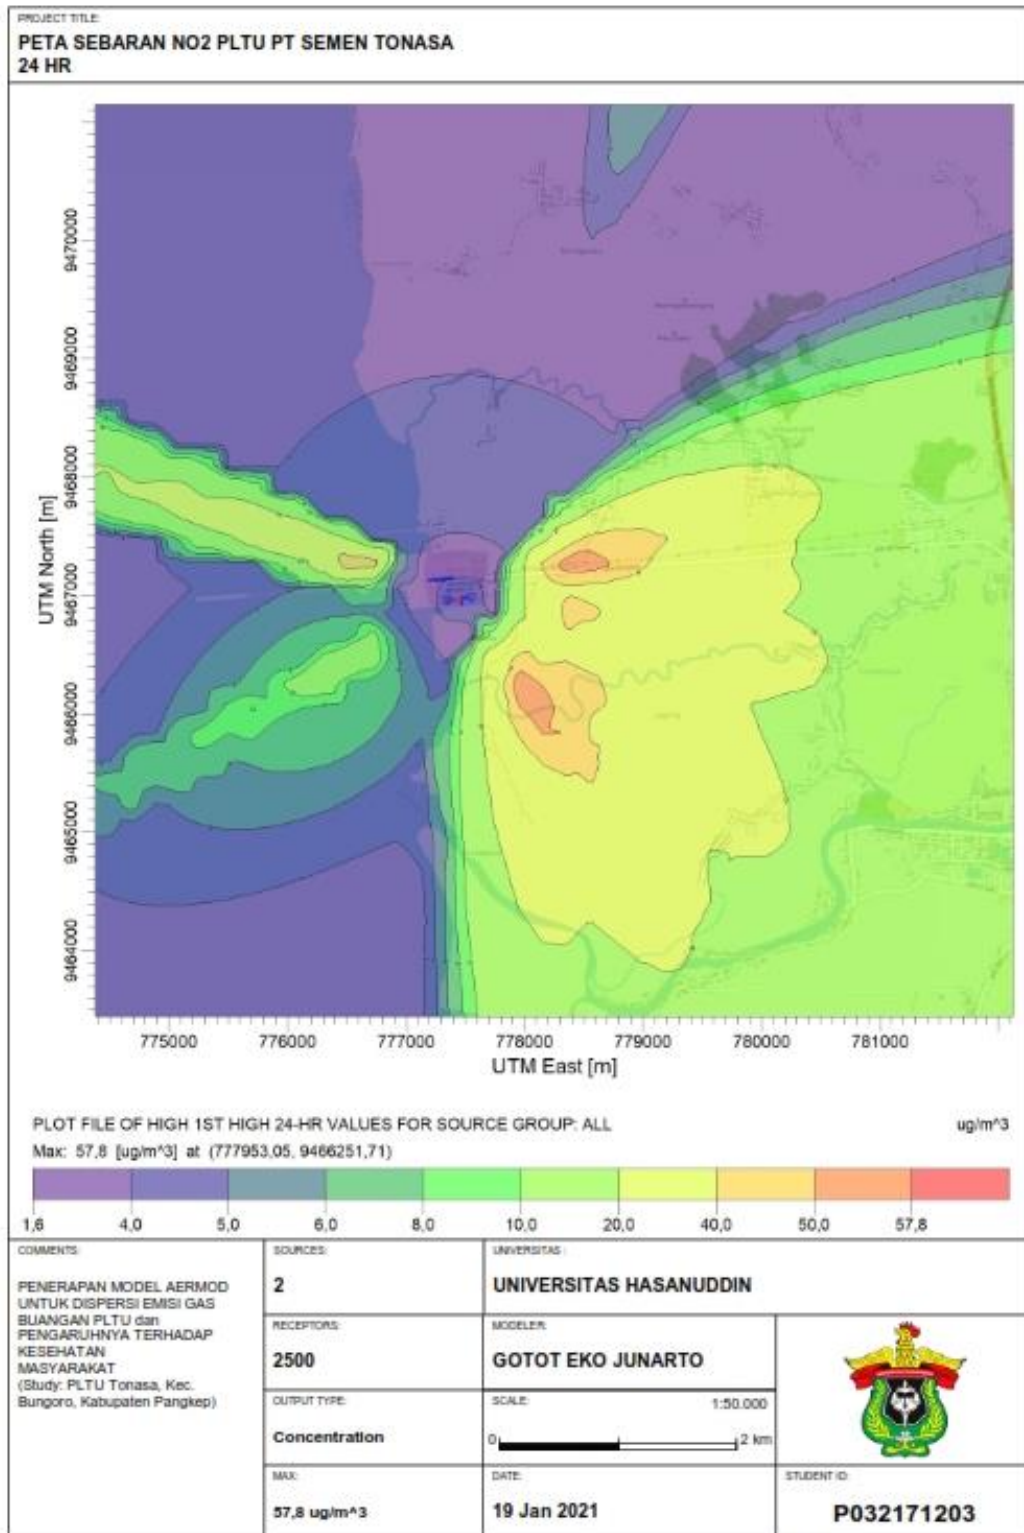 PROJECT TITLE:
PETA SEBARAN NO2 PLTU PT SEMEN TONASA
24 HR
UTM North [m]
9470000
9469000
9468000
9467000
9466000
9465000
9464000
775000 776000 777000 778000 779000 780000 781000
UTM East [m]
PLOT FILE OF HIGH 1ST HIGH 24-HR VALUES FOR SOURCE GROUP: ALL ug/m^3
Max: 57,8 [ug/m^3] at (777953,05, 9466251,71)
1,6 4,0 5,0 6,0 8,0 10,0 20,0 40,0 50,0 57,8
COMMENTS:
PENERAPAN MODEL AERMOD
UNTUK DISPERSI EMISI GAS
BUANGAN PLTU dan
PENGARUHNYA TERHADAP
KESEHATAN
MASYARAKAT
(Study: PLTU Tonasa, Kec.
Bungoro, Kabupaten Pangkep)
SOURCES:
2
UNIVERSITAS:
UNIVERSITAS HASANUDDIN
RECEPTORS:
2500
MODELER:
GOTOT EKO JUNARTO
OUTPUT TYPE:
Concentration
SCALE: 1:50.000
0 2 km
MAX:
57,8 ug/m^3
DATE:
19 Jan 2021
STUDENT ID:
P032171203